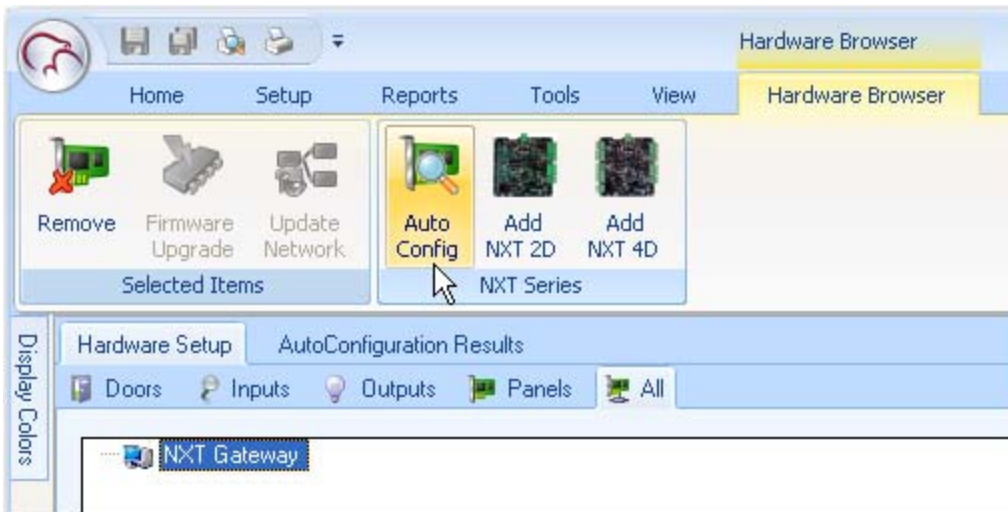 Hardware Browser
Home Setup Reports Tools View Hardware Browser
Remove Firmware Upgrade Update Network
Selected Items
Auto Config Add NXT 2D Add NXT 4D
NXT Series
Display Colors
Hardware Setup AutoConfiguration Results
Doors Inputs Outputs Panels All
NXT Gateway